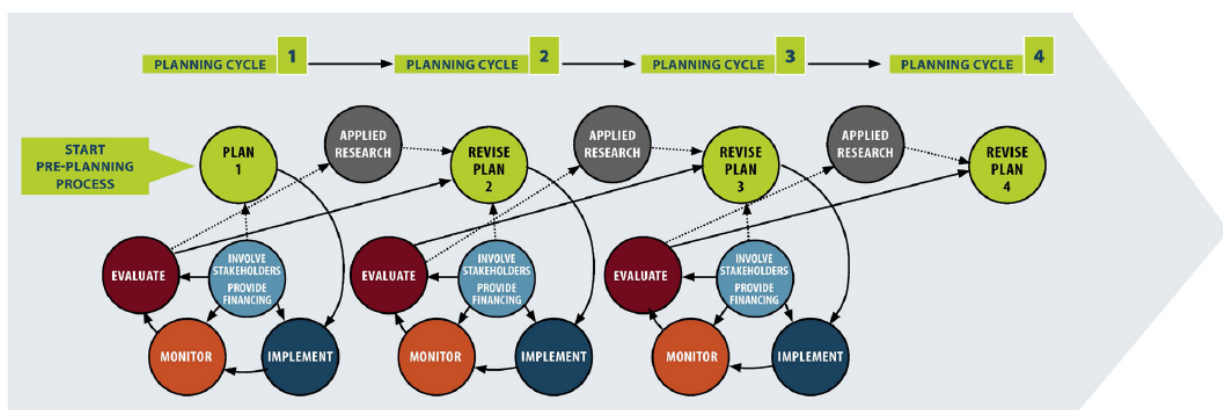 PLANNING CYCLE 1
PLANNING CYCLE 2
PLANNING CYCLE 3
PLANNING CYCLE 4
START
PRE-PLANNING
PROCESS
PLAN
1
APPLIED
RESEARCH
REVISE
PLAN
2
APPLIED
RESEARCH
REVISE
PLAN
3
APPLIED
RESEARCH
REVISE
PLAN
4
EVALUATE
INVOLVE
STAKEHOLDERS
PROVIDE
FINANCING
MONITOR
IMPLEMENT
EVALUATE
INVOLVE
STAKEHOLDERS
PROVIDE
FINANCING
MONITOR
IMPLEMENT
EVALUATE
INVOLVE
STAKEHOLDERS
PROVIDE
FINANCING
MONITOR
IMPLEMENT